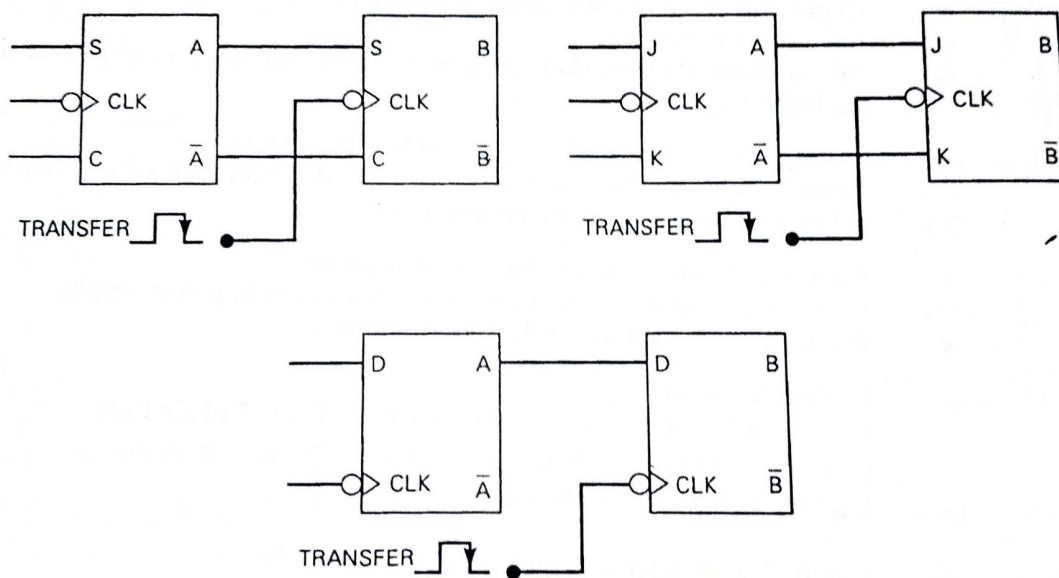 S A S B J A J B
CLK CLK CLK CLK
C A̅ C B̅ K A̅ K B̅
TRANSFER TRANSFER
D A D B
CLK A̅ CLK B̅
TRANSFER